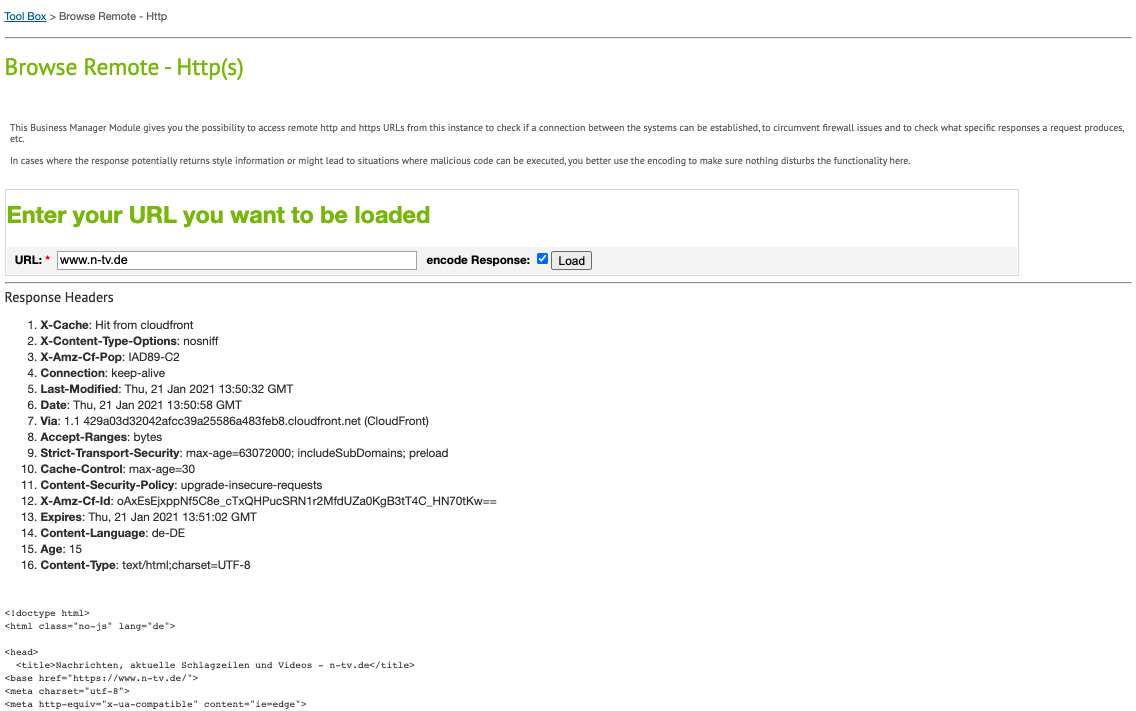 Tool Box > Browse Remote - Http
Browse Remote - Http(s)
This Business Manager Module gives you the possibility to access remote http and https URLs from this instance to check if a connection between the systems can be established, to circumvent firewall issues and to check what specific responses a request produces,
etc.
In cases where the response potentially returns style information or might lead to situations where malicious code can be executed, you better use the encoding to make sure nothing disturbs the functionality here.
Enter your URL you want to be loaded
URL: * www.n-tv.de encode Response: Load
Response Headers
1. X-Cache: Hit from cloudfront
2. X-Content-Type-Options: nosniff
3. X-Amz-Cf-Pop: IAD89-C2
4. Connection: keep-alive
5. Last-Modified: Thu, 21 Jan 2021 13:50:32 GMT
6. Date: Thu, 21 Jan 2021 13:50:58 GMT
7. Via: 1.1 429a03d32042afcc39a25586a483feb8.cloudfront.net (CloudFront)
8. Accept-Ranges: bytes
9. Strict-Transport-Security: max-age=63072000; includeSubDomains; preload
10. Cache-Control: max-age=30
11. Content-Security-Policy: upgrade-insecure-requests
12. X-Amz-Cf-Id: oAxEsEjxppNf5C8e_cTxQHPucSRN1r2MfdUZa0KgB3tT4C_HN70tKw==
13. Expires: Thu, 21 Jan 2021 13:51:02 GMT
14. Content-Language: de-DE
15. Age: 15
16. Content-Type: text/html;charset=UTF-8
<!doctype html>
<html class="no-js" lang="de">
<head>
<title>Nachrichten, aktuelle Schlagzeilen und Videos - n-tv.de</title>
<base href="https://www.n-tv.de/">
<meta charset="utf-8">
<meta http-equiv="x-ua-compatible" content="ie=edge">